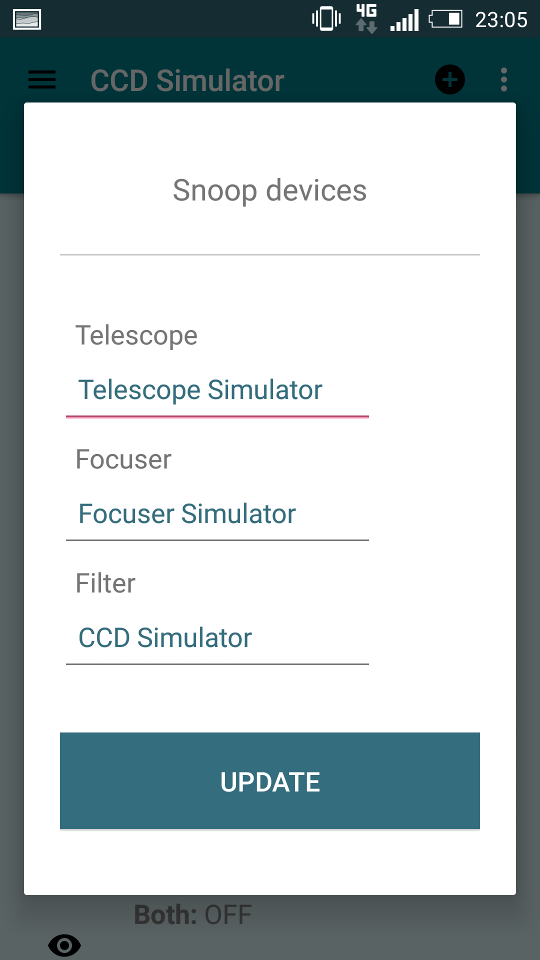 4G 23:05
CCD Simulator
Snoop devices
Telescope
Telescope Simulator
Focuser
Focuser Simulator
Filter
CCD Simulator
UPDATE
Both: OFF